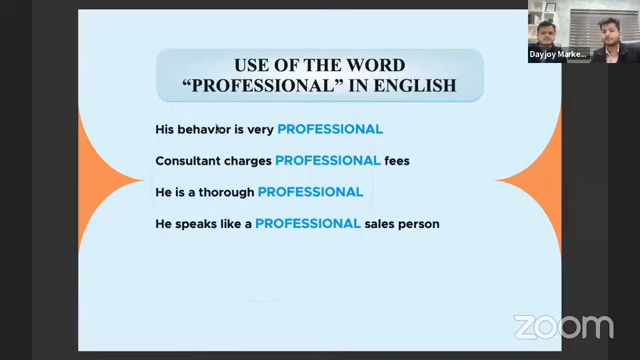 USE OF THE WORD
“PROFESSIONAL” IN ENGLISH
His behavior is very PROFESSIONAL
Consultant charges PROFESSIONAL fees
He is a thorough PROFESSIONAL
He speaks like a PROFESSIONAL sales person
Dayjoy Marke...
zoom